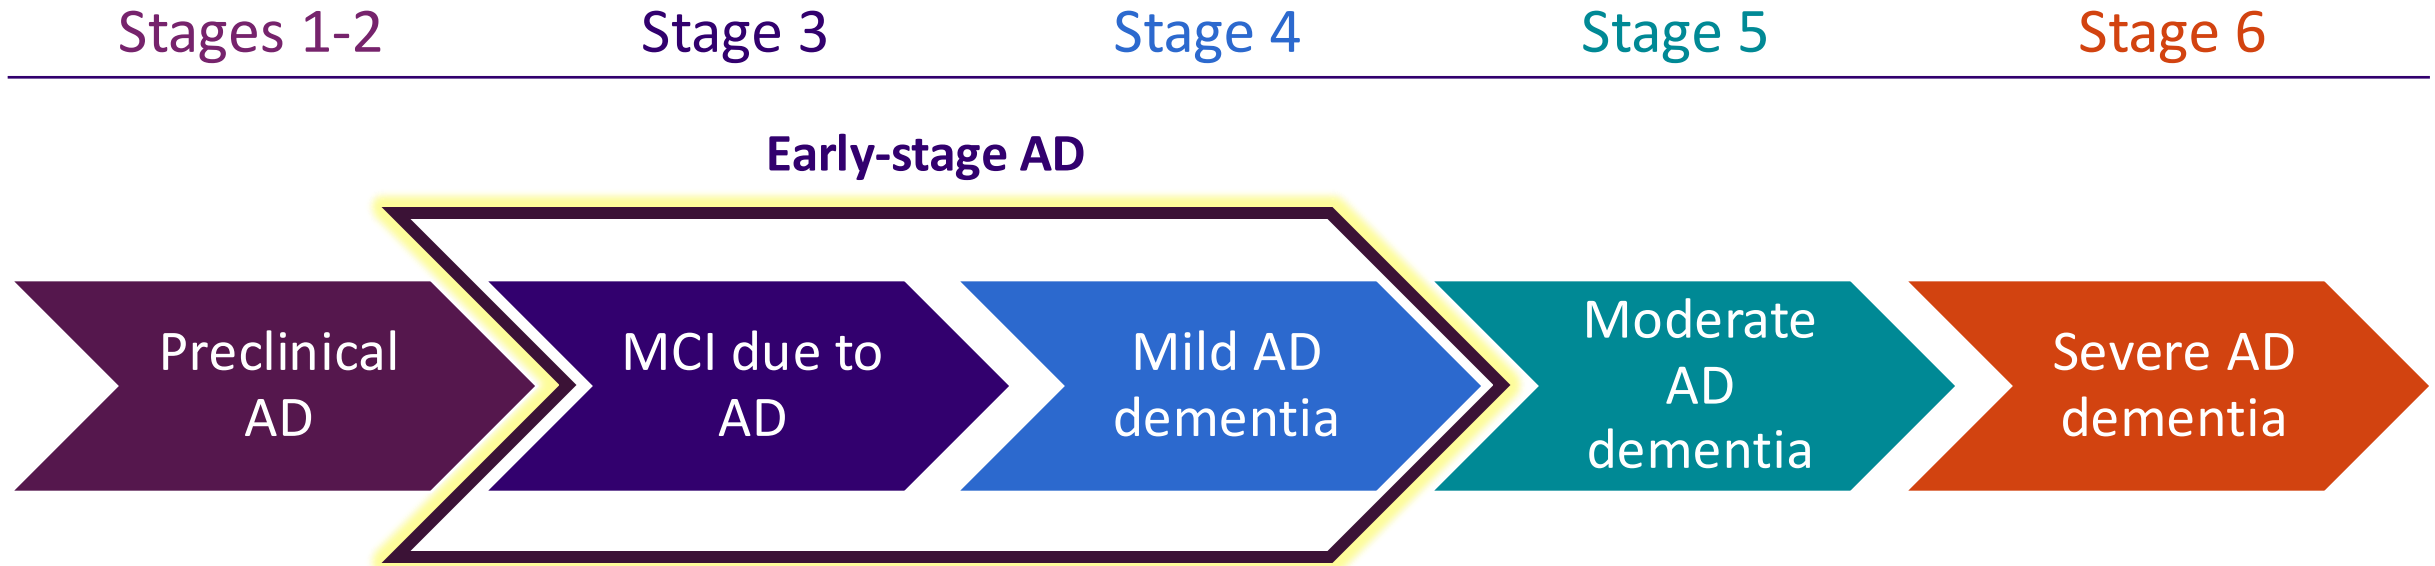 Stages 1-2
Stage 3
Stage 4
Stage 5
Stage 6
Early-stage AD
Preclinical
AD
MCI due to
AD
Mild AD
dementia
Moderate
AD
dementia
Severe AD
dementia